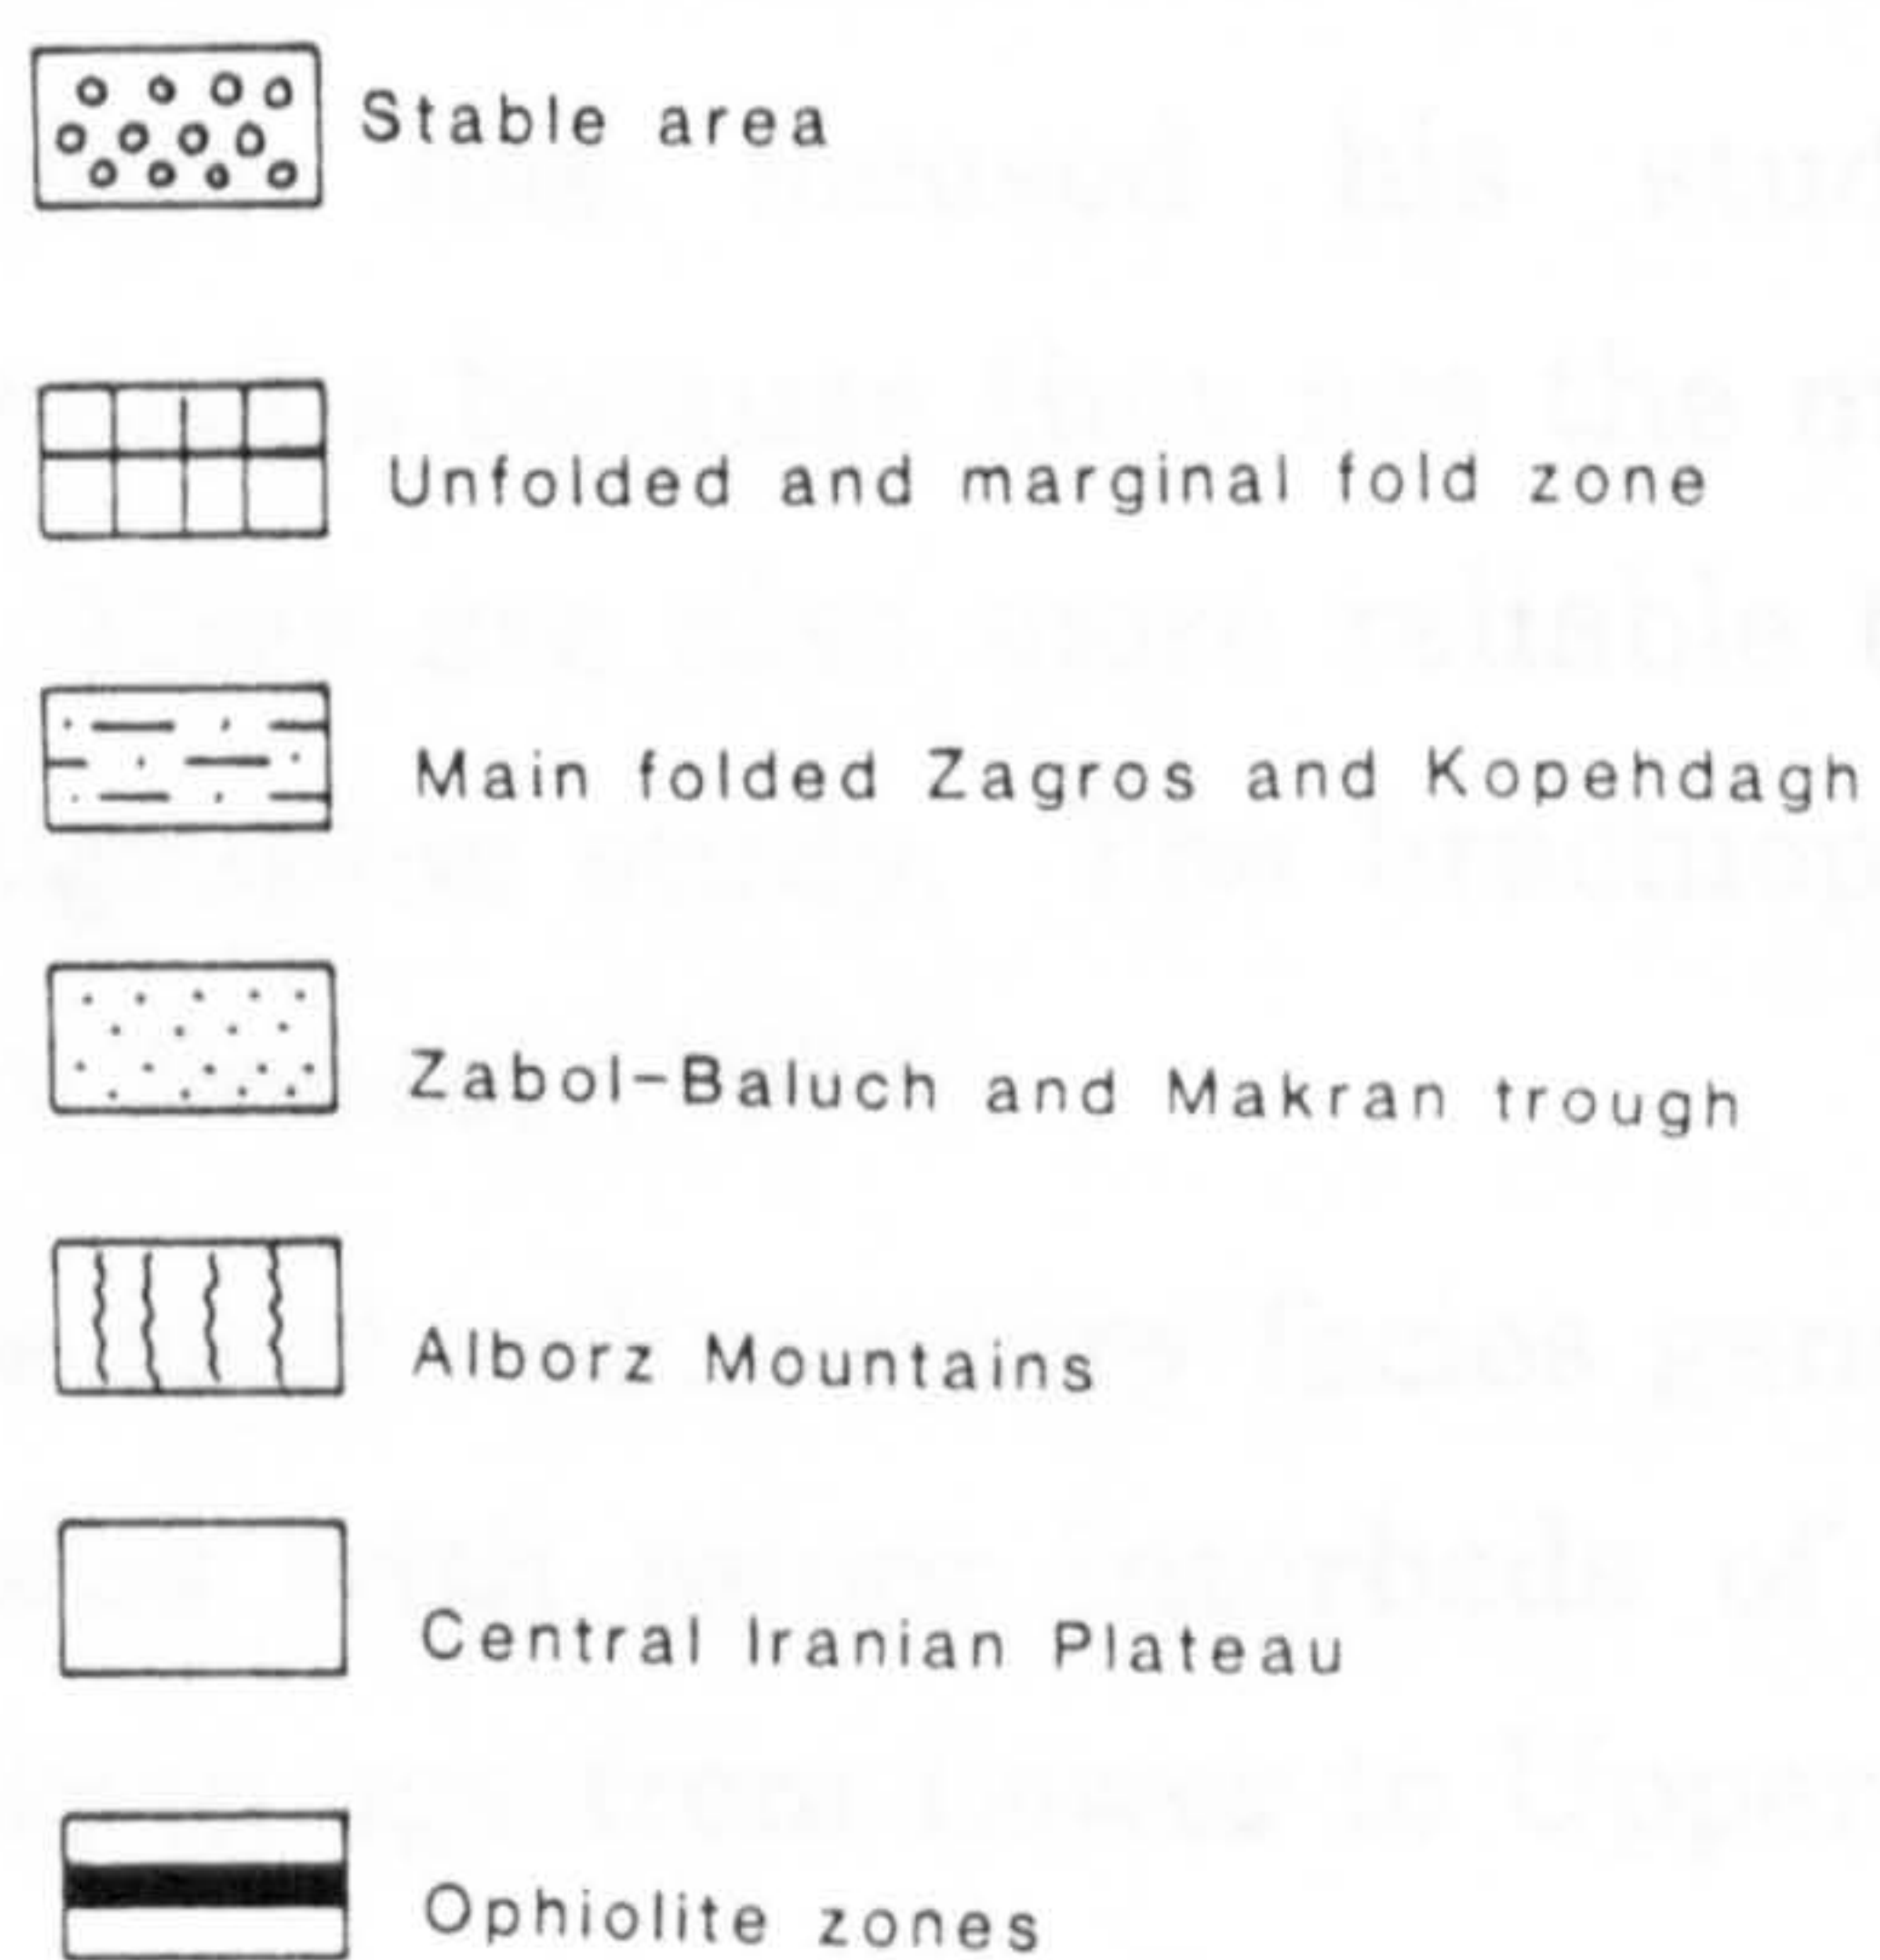 Stable area
Unfolded and marginal fold zone
Main folded Zagros and Kopehdagh
Zabol-Baluch and Makran trough
Alborz Mountains
Central Iranian Plateau
Ophiolite zones